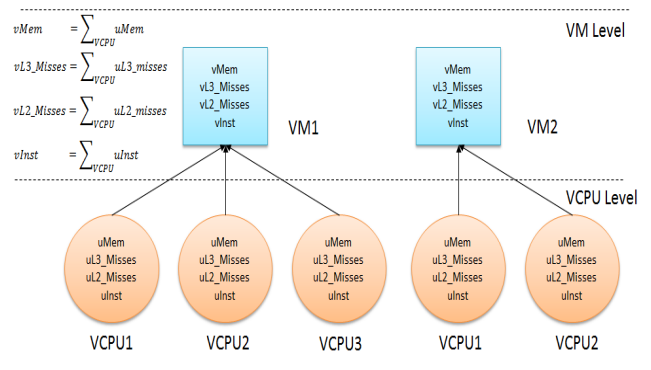 vMem = ∑VCPU uMem
vL3_Misses = ∑VCPU uL3_misses
vL2_Misses = ∑VCPU uL2_misses
vInst = ∑VCPU uInst
VM Level
vMem
vL3_Misses
vL2_Misses
vInst
VM1
vMem
vL3_Misses
vL2_Misses
vInst
VM2
VCPU Level
uMem
uL3_Misses
uL2_Misses
uInst
VCPU1
uMem
uL3_Misses
uL2_Misses
uInst
VCPU2
uMem
uL3_Misses
uL2_Misses
uInst
VCPU3
uMem
uL3_Misses
uL2_Misses
uInst
VCPU1
uMem
uL3_Misses
uL2_Misses
uInst
VCPU2